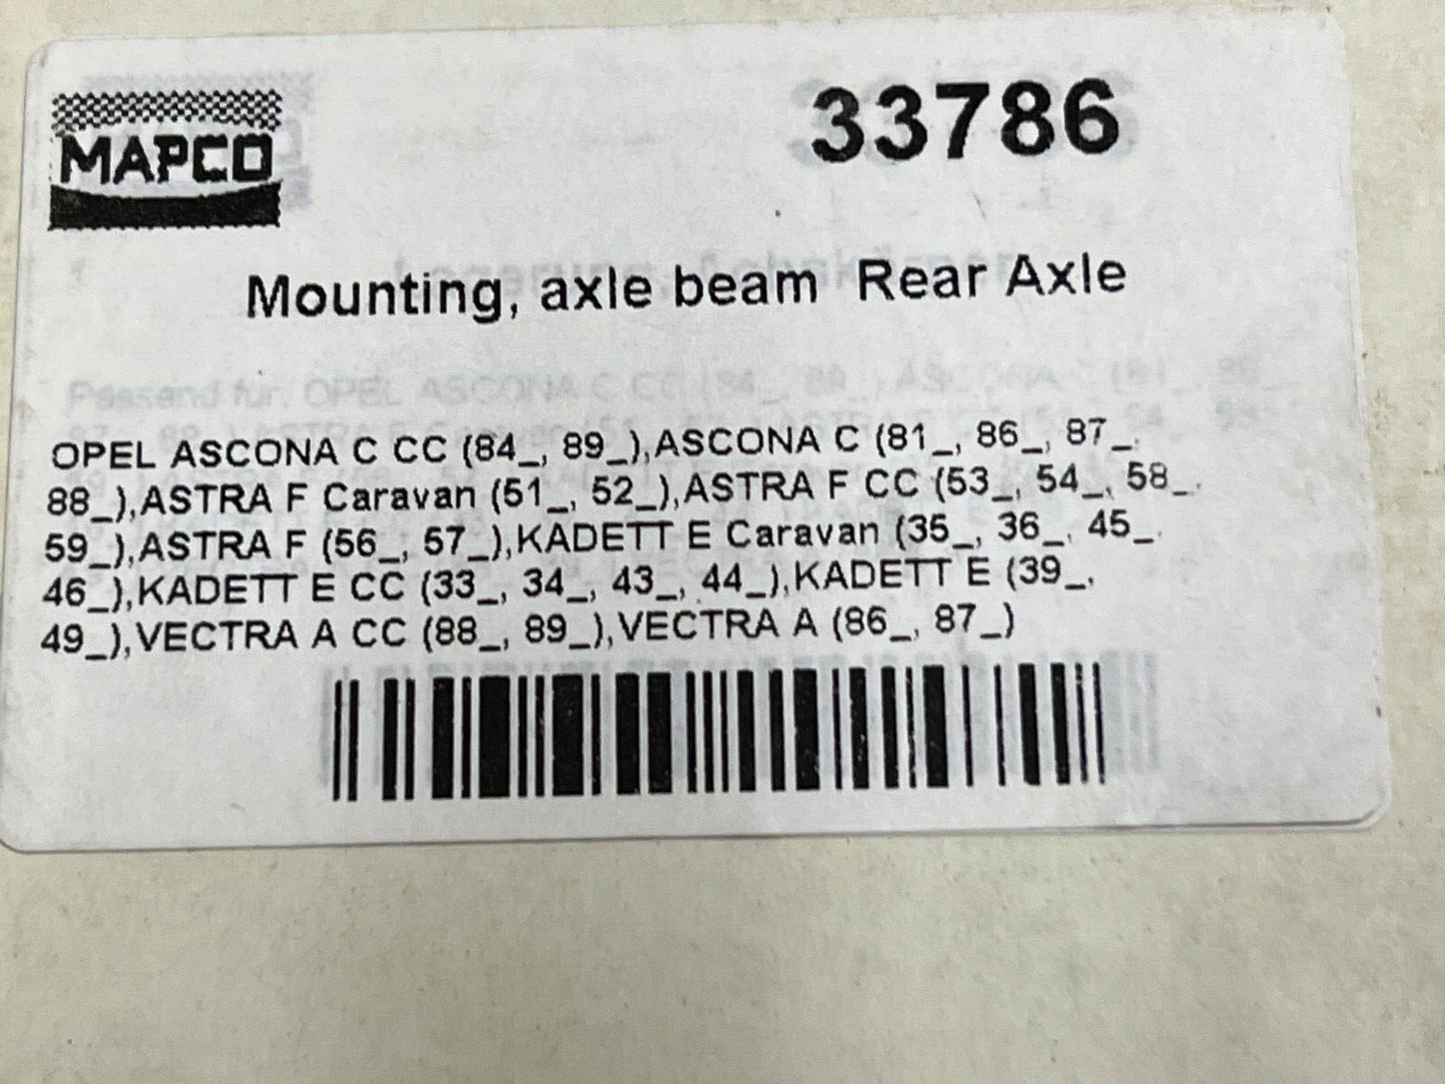 MAPCO
33786
Mounting, axle beam Rear Axle
OPEL ASCONA C CC (84_, 89_),ASCONA C (81_, 86_, 87_,
88_),ASTRA F Caravan (51_, 52_),ASTRA F CC (53_, 54_, 58_,
59_),ASTRA F (56_, 57_),KADETT E Caravan (35_, 36_, 45_,
46_),KADETT E CC (33_, 34_, 43_, 44_),KADETT E (39_,
49_),VECTRA A CC (88_, 89_),VECTRA A (86_, 87_)